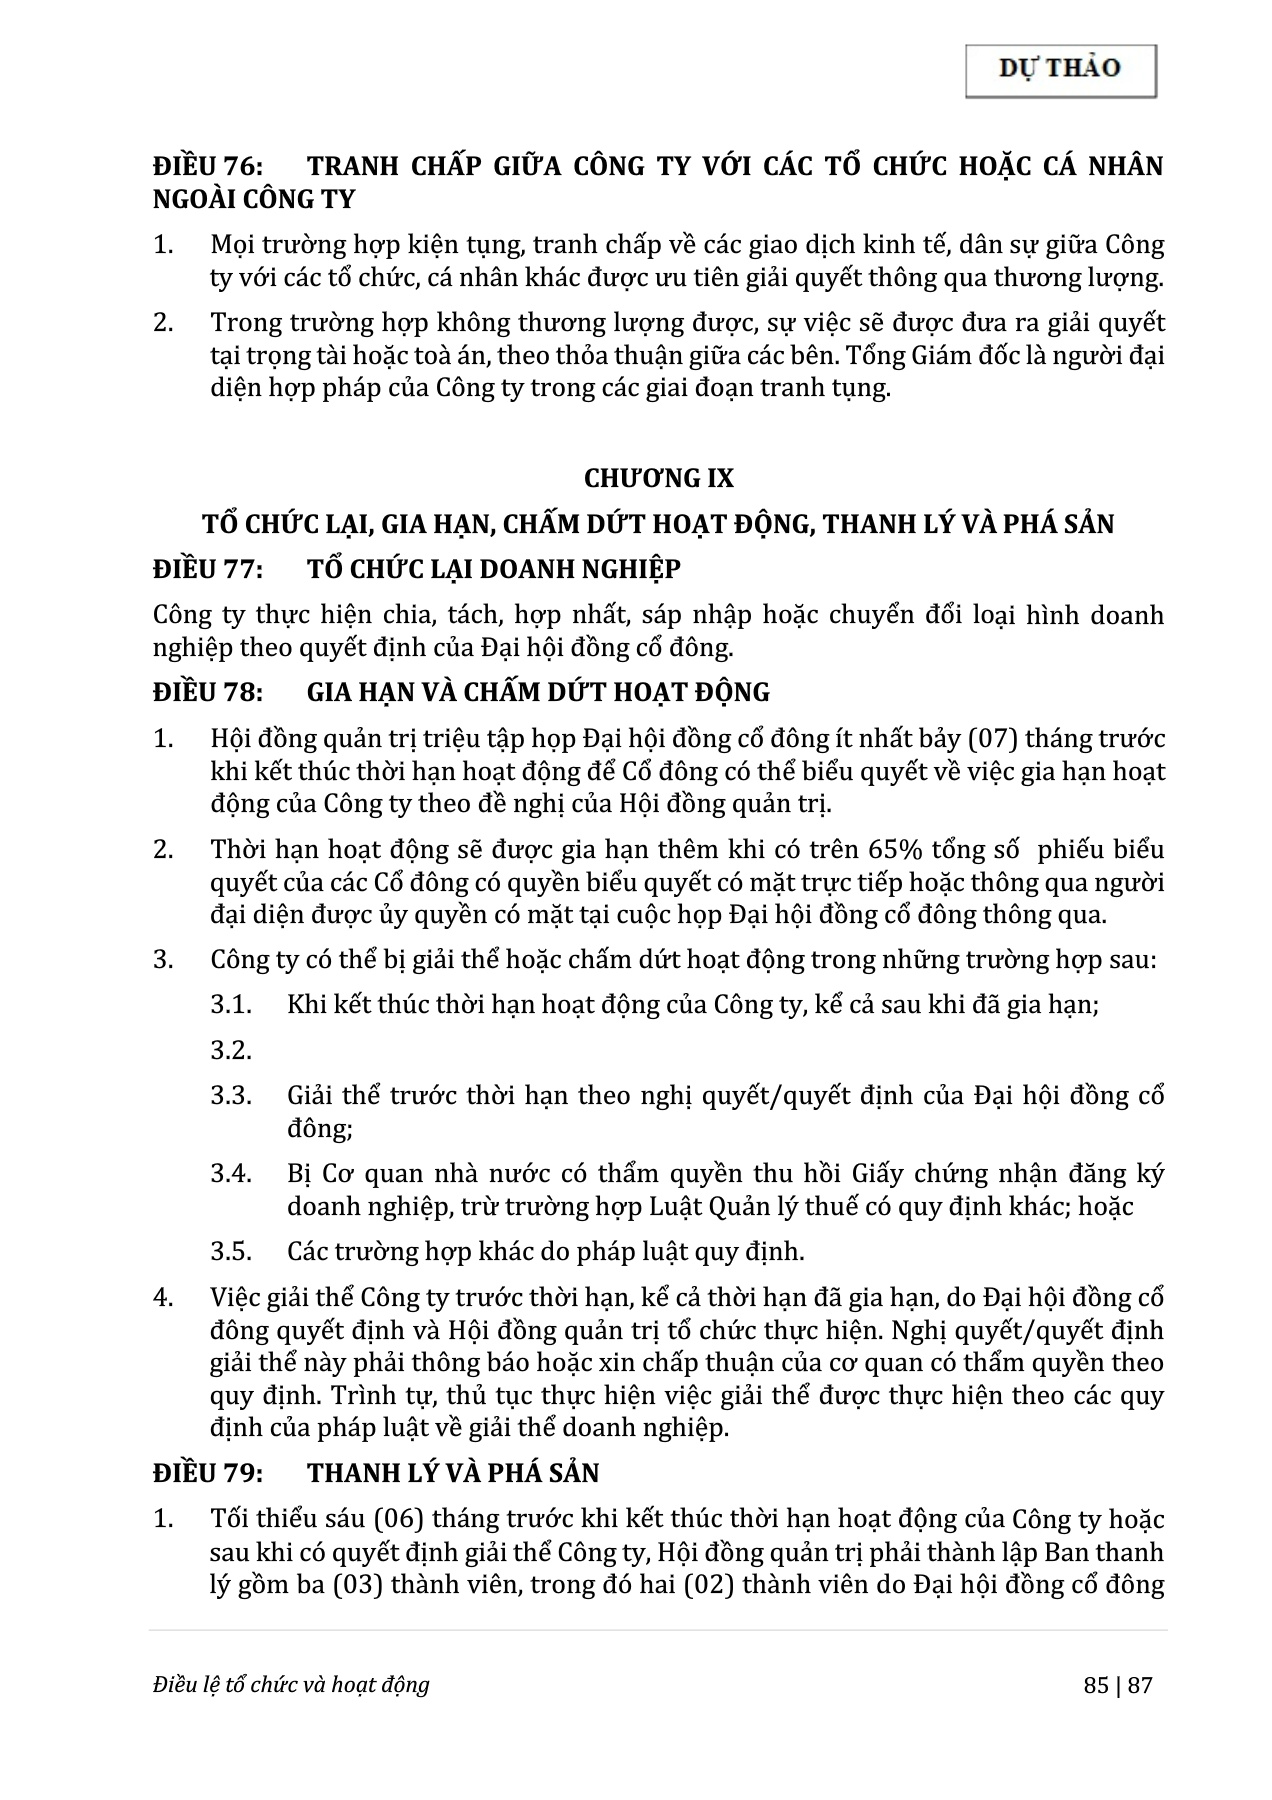 DỰ THẢO
ĐIỀU 76: TRANH CHẤP GIỮA CÔNG TY VỚI CÁC TỔ CHỨC HOẶC CÁ NHÂN
NGOÀI CÔNG TY
1. Mọi trường hợp kiện tụng, tranh chấp về các giao dịch kinh tế, dân sự giữa Công
ty với các tổ chức, cá nhân khác được ưu tiên giải quyết thông qua thương lượng.
2. Trong trường hợp không thương lượng được, sự việc sẽ được đưa ra giải quyết
tại trọng tài hoặc toà án, theo thỏa thuận giữa các bên. Tổng Giám đốc là người đại
diện hợp pháp của Công ty trong các giai đoạn tranh tụng.
CHƯƠNG IX
TỔ CHỨC LẠI, GIA HẠN, CHẤM DỨT HOẠT ĐỘNG, THANH LÝ VÀ PHÁ SẢN
ĐIỀU 77: TỔ CHỨC LẠI DOANH NGHIỆP
Công ty thực hiện chia, tách, hợp nhất, sáp nhập hoặc chuyển đổi loại hình doanh
nghiệp theo quyết định của Đại hội đồng cổ đông.
ĐIỀU 78: GIA HẠN VÀ CHẤM DỨT HOẠT ĐỘNG
1. Hội đồng quản trị triệu tập họp Đại hội đồng cổ đông ít nhất bảy (07) tháng trước
khi kết thúc thời hạn hoạt động để Cổ đông có thể biểu quyết về việc gia hạn hoạt
động của Công ty theo đề nghị của Hội đồng quản trị.
2. Thời hạn hoạt động sẽ được gia hạn thêm khi có trên 65% tổng số phiếu biểu
quyết của các Cổ đông có quyền biểu quyết có mặt trực tiếp hoặc thông qua người
đại diện được ủy quyền có mặt tại cuộc họp Đại hội đồng cổ đông thông qua.
3. Công ty có thể bị giải thể hoặc chấm dứt hoạt động trong những trường hợp sau:
3.1. Khi kết thúc thời hạn hoạt động của Công ty, kể cả sau khi đã gia hạn;
3.2.
3.3. Giải thể trước thời hạn theo nghị quyết/quyết định của Đại hội đồng cổ
đông;
3.4. Bị Cơ quan nhà nước có thẩm quyền thu hồi Giấy chứng nhận đăng ký
doanh nghiệp, trừ trường hợp Luật Quản lý thuế có quy định khác; hoặc
3.5. Các trường hợp khác do pháp luật quy định.
4. Việc giải thể Công ty trước thời hạn, kể cả thời hạn đã gia hạn, do Đại hội đồng cổ
đông quyết định và Hội đồng quản trị tổ chức thực hiện. Nghị quyết/quyết định
giải thể này phải thông báo hoặc xin chấp thuận của cơ quan có thẩm quyền theo
quy định. Trình tự, thủ tục thực hiện việc giải thể được thực hiện theo các quy
định của pháp luật về giải thể doanh nghiệp.
ĐIỀU 79: THANH LÝ VÀ PHÁ SẢN
1. Tối thiểu sáu (06) tháng trước khi kết thúc thời hạn hoạt động của Công ty hoặc
sau khi có quyết định giải thể Công ty, Hội đồng quản trị phải thành lập Ban thanh
lý gồm ba (03) thành viên, trong đó hai (02) thành viên do Đại hội đồng cổ đông
Điều lệ tổ chức và hoạt động 85 | 87